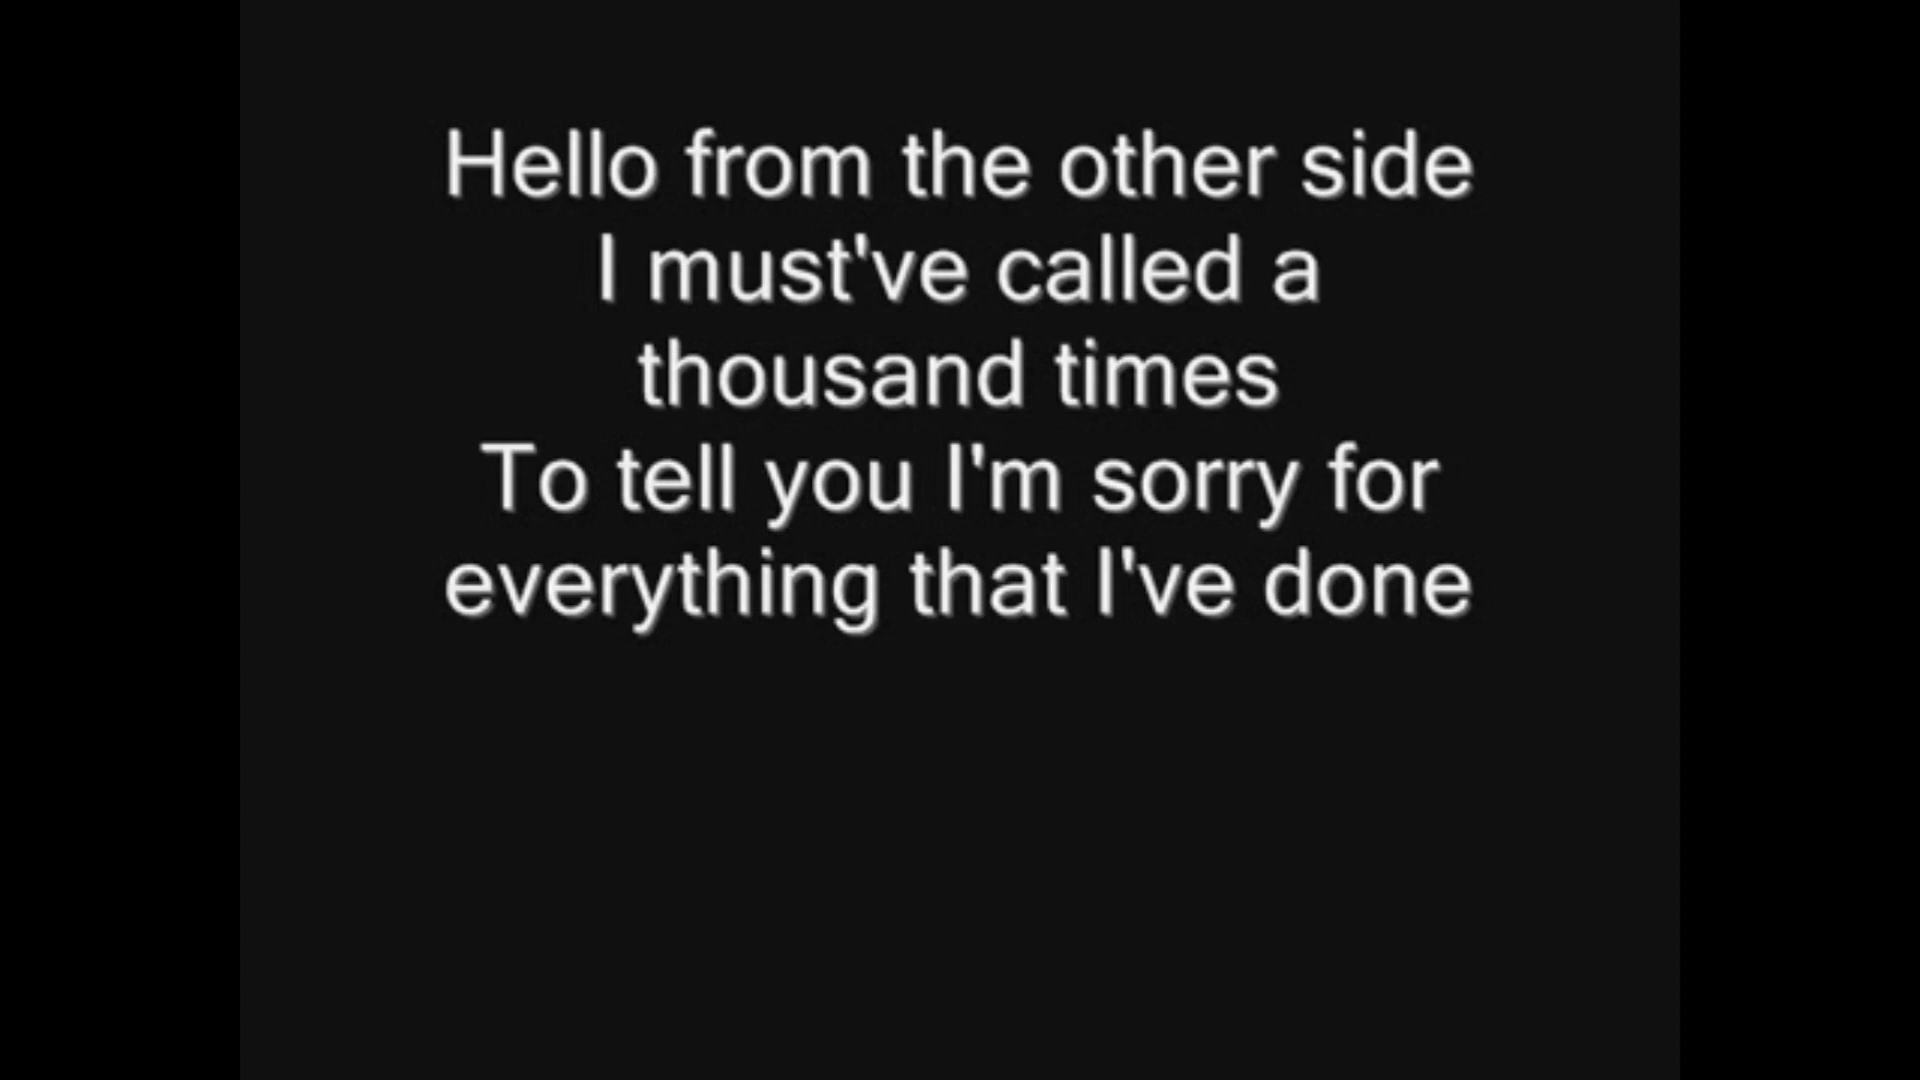 Hello from the other side
I must've called a
thousand times
To tell you I'm sorry for
everything that I've done